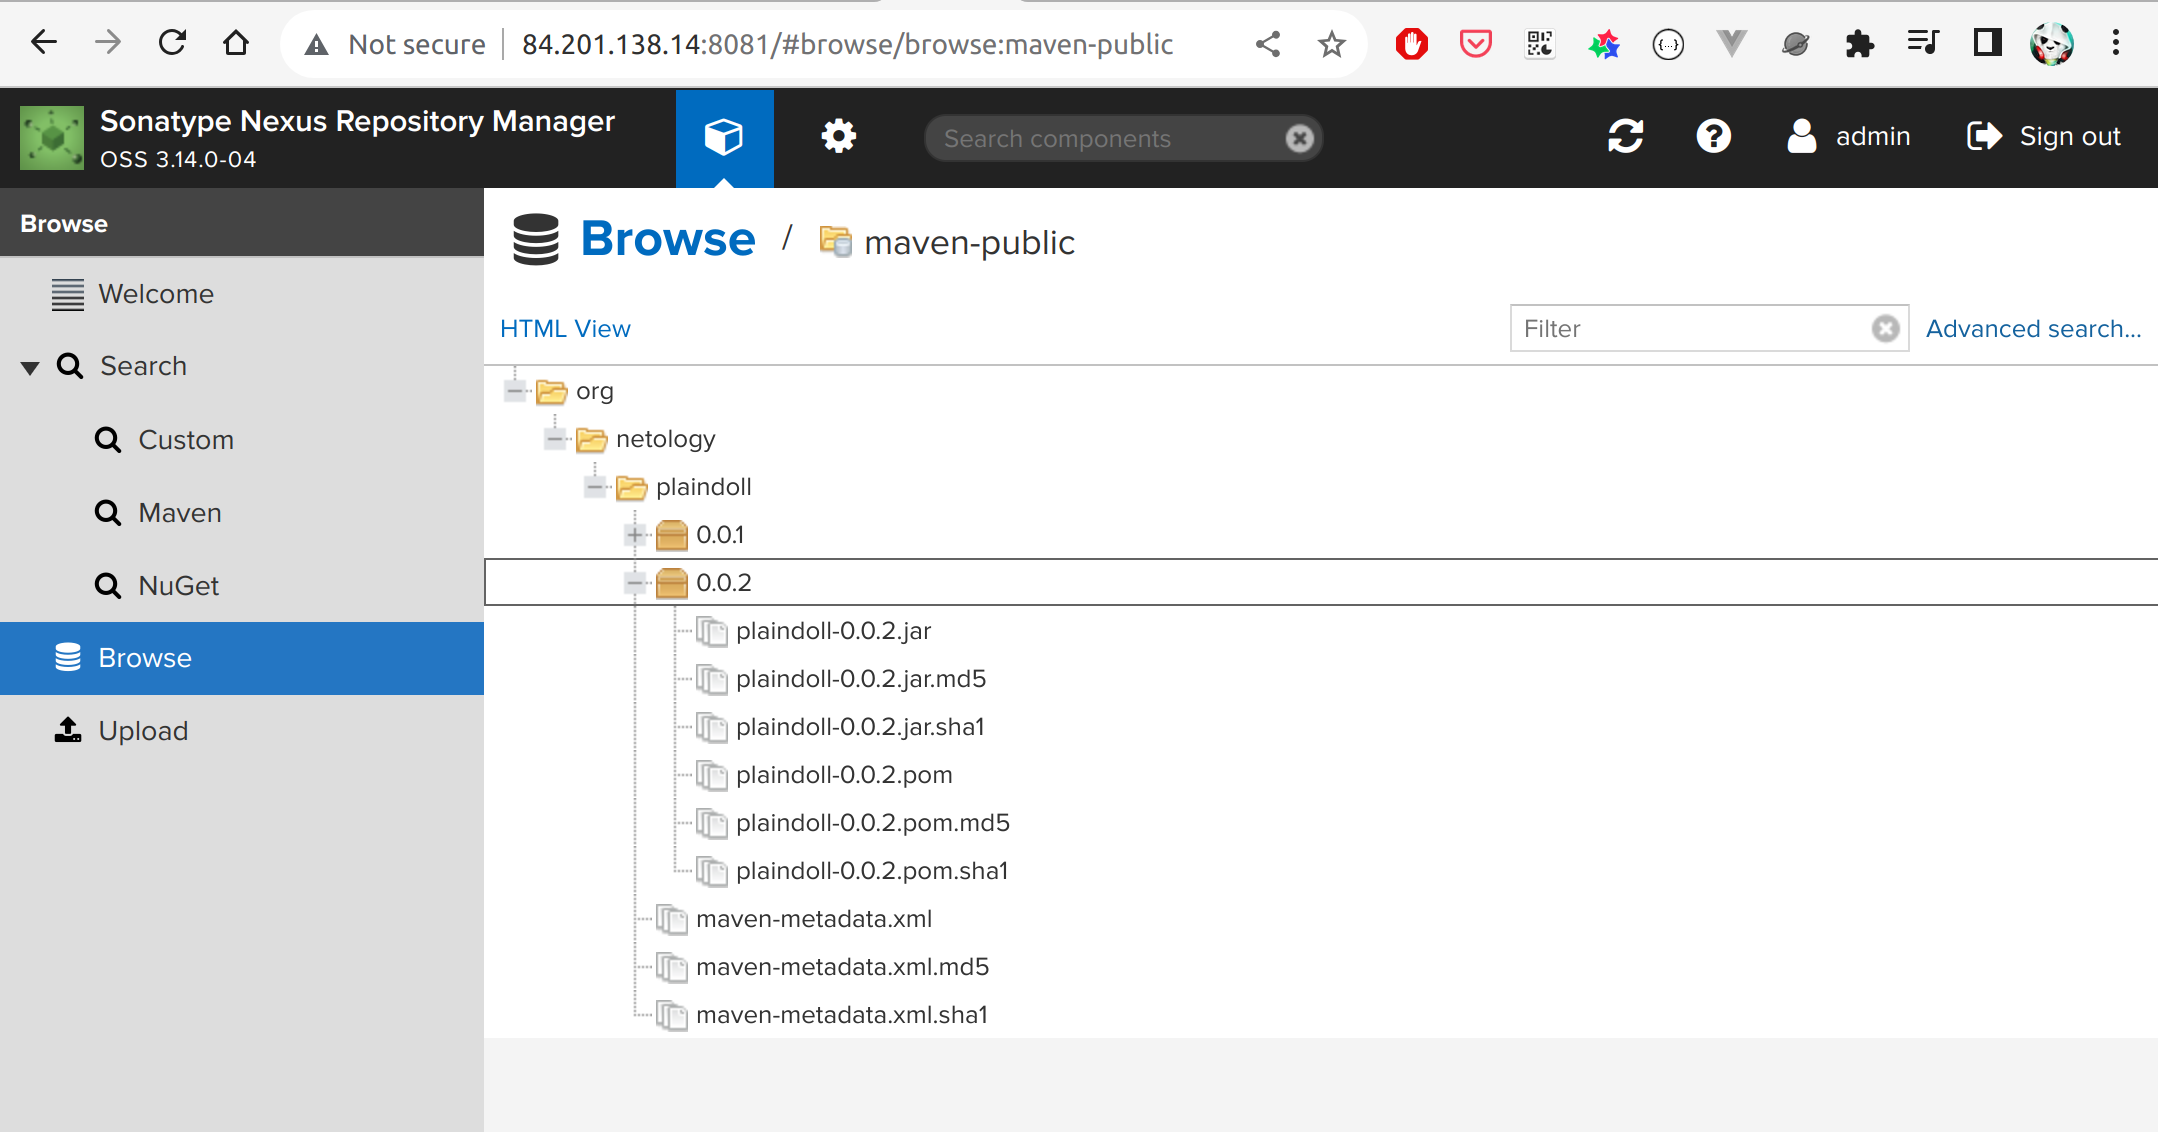 Not secure
84.201.138.14:8081/#browse/browse:maven-public
Sonatype Nexus Repository Manager
OSS 3.14.0-04
Search components
admin
Sign out
Browse
Welcome
Search
Custom
Maven
NuGet
Browse
Upload
Browse / maven-public
HTML View
Filter
Advanced search...
org
netology
plaindoll
0.0.1
0.0.2
plaindoll-0.0.2.jar
plaindoll-0.0.2.jar.md5
plaindoll-0.0.2.jar.sha1
plaindoll-0.0.2.pom
plaindoll-0.0.2.pom.md5
plaindoll-0.0.2.pom.sha1
maven-metadata.xml
maven-metadata.xml.md5
maven-metadata.xml.sha1